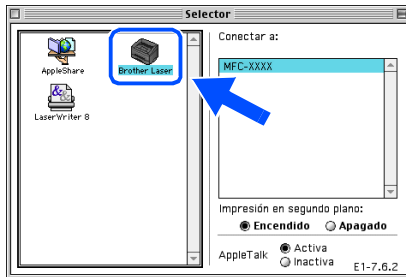 Selector
AppleShare
Brother Laser
LaserWriter 8
Conectar a:
MFC-XXXX
Impresión en segundo plano:
Encendido Apagado
AppleTalk
Activa
Inactiva
E1-7.6.2